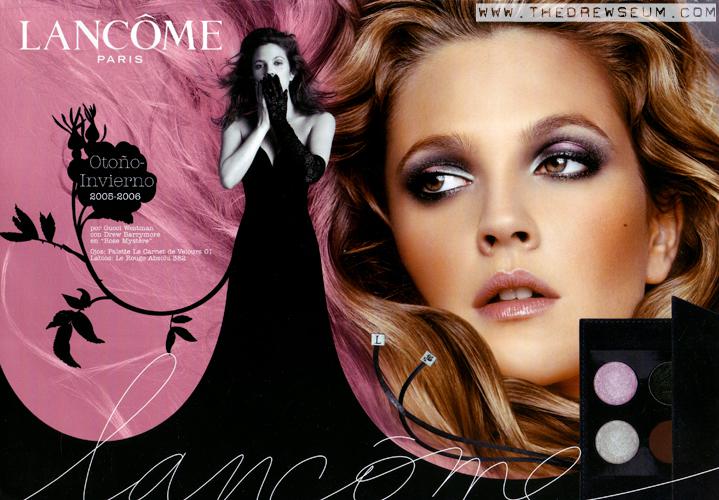 WWW.THEDREWSEUM.COM
LANCÔME
PARIS
Otoño-
Invierno
2005-2006
por Gucci Westman
con Drew Barrymore
en "Rose Mystère"
Ojos: Palette Le Carnet de Velours 01
Labios: Le Rouge Absolu 352
L
lancôme